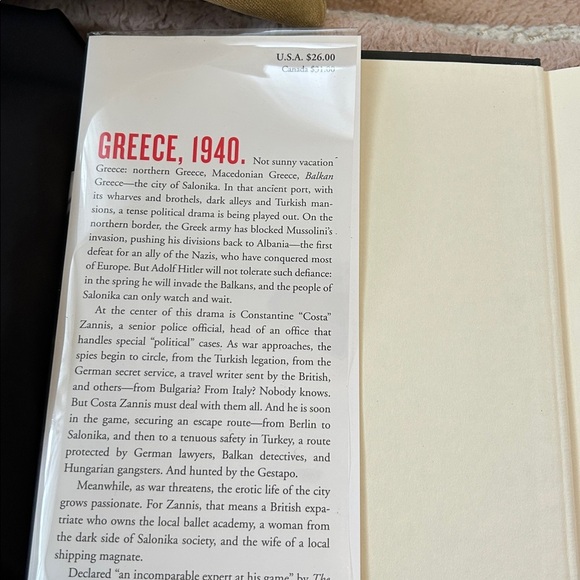 U.S.A. $26.00
Canada $31.00
GREECE, 1940. Not sunny vacation
Greece: northern Greece, Macedonian Greece, Balkan
Greece—the city of Salonika. In that ancient port, with
its wharves and brothels, dark alleys and Turkish man-
sions, a tense political drama is being played out. On the
northern border, the Greek army has blocked Mussolini's
invasion, pushing his divisions back to Albania—the first
defeat for an ally of the Nazis, who have conquered most
of Europe. But Adolf Hitler will not tolerate such defiance:
in the spring he will invade the Balkans, and the people of
Salonika can only watch and wait.
At the center of this drama is Constantine “Costa”
Zannis, a senior police official, head of an office that
handles special “political” cases. As war approaches, the
spies begin to circle, from the Turkish legation, from the
German secret service, a travel writer sent by the British,
and others—from Bulgaria? From Italy? Nobody knows.
But Costa Zannis must deal with them all. And he is soon
in the game, securing an escape route—from Berlin to
Salonika, and then to a tenuous safety in Turkey, a route
protected by German lawyers, Balkan detectives, and
Hungarian gangsters. And hunted by the Gestapo.
Meanwhile, as war threatens, the erotic life of the city
grows passionate. For Zannis, that means a British expa-
triate who owns the local ballet academy, a woman from
the dark side of Salonika society, and the wife of a local
shipping magnate.
Declared “an incomparable expert at his game” by The